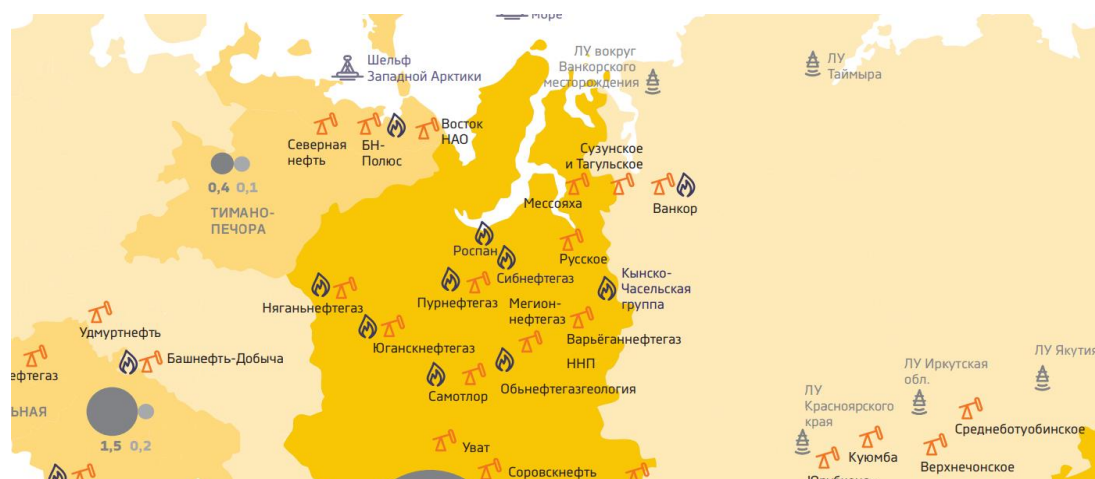 море
Шельф
Западной Арктики
ЛУ вокруг
Ванкорского
месторождения
ЛУ
Таймыра
Северная
нефть
БН-
Полюс
Восток
НАО
Сузунское
и Тагульское
0,4 0,1
ТИМАНО-
ПЕЧОРА
Мессояха
Ванкор
Роспан
Русское
Сибнефтегаз
Кынско-
Часельская
группа
Няганьнефтегаз
Пурнефтегаз
Мегион-
нефтегаз
Удмуртнефть
Юганскнефтегаз
Варьёганнефтегаз
Башнефть-Добыча
ННП
ефтегаз
Самотлор
Обьнефтегазгеология
ЛУ Якутия
ЛУ Иркутская
обл.
ЛУ
Красноярского
края
ЬНАЯ
1,5 0,2
Уват
Соровскнефть
Среднеботуобинское
Куюмба
Верхнечонское